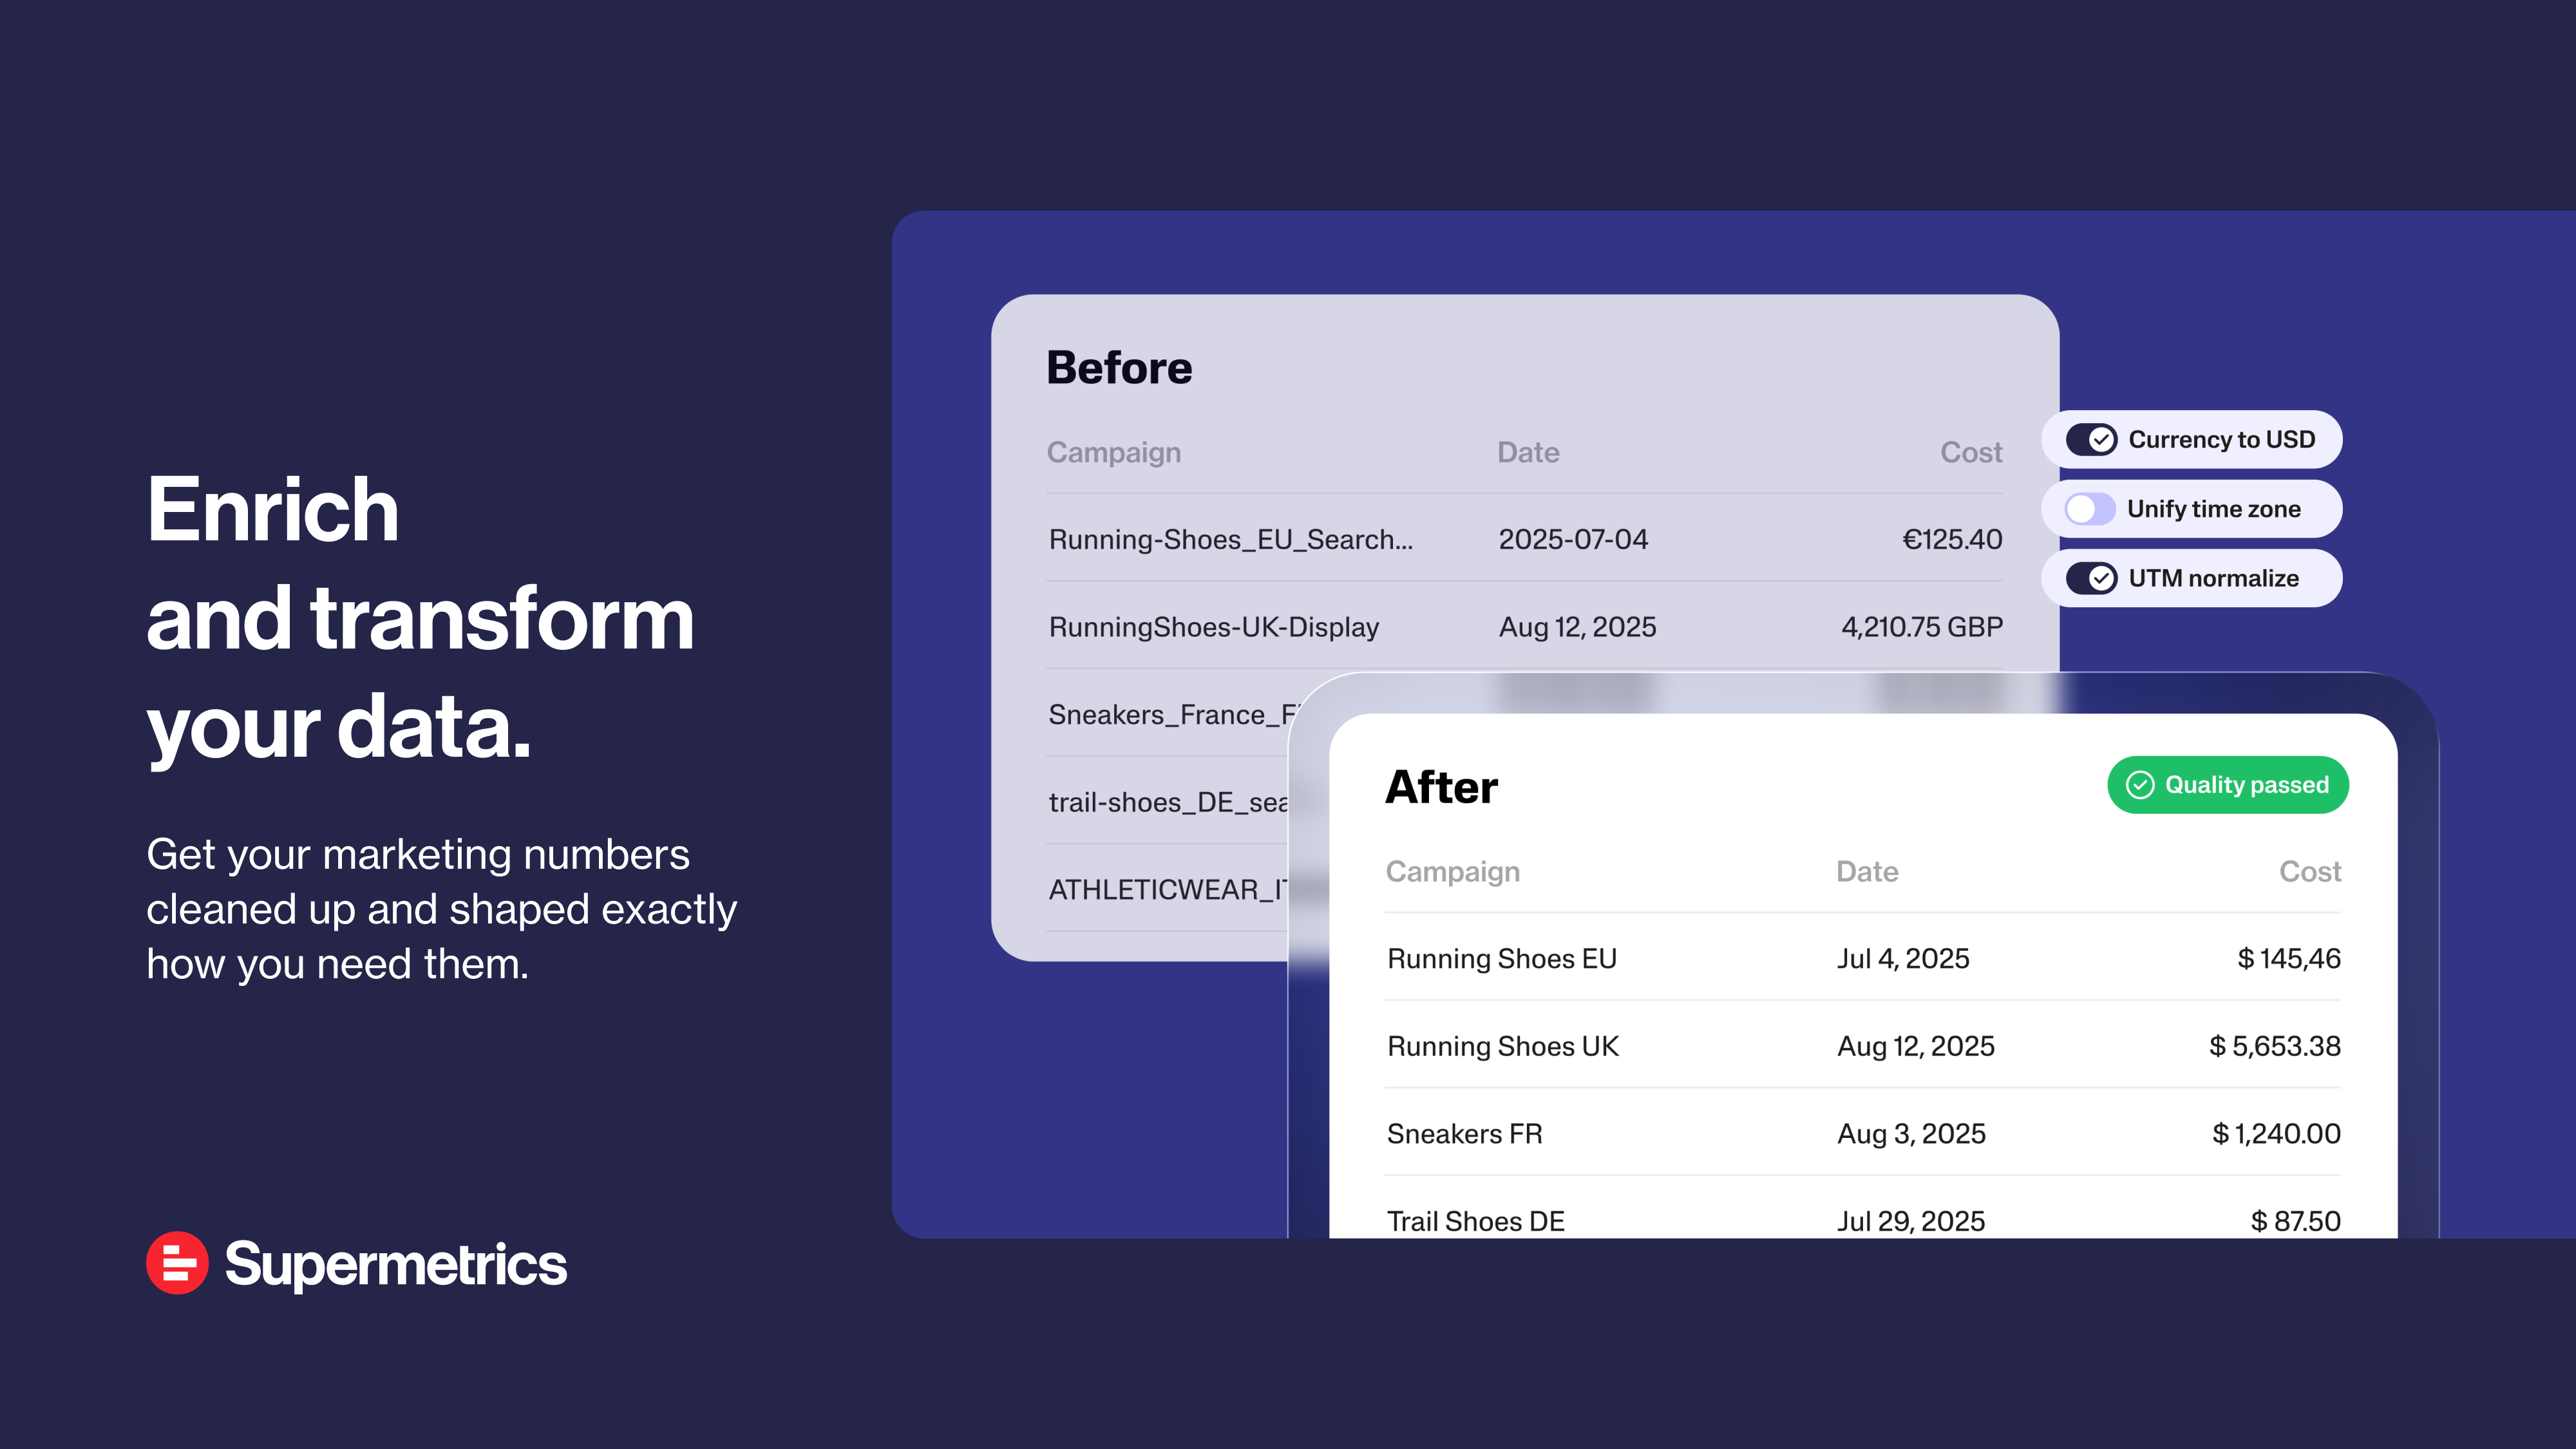 Enrich
and transform
your data.
Get your marketing numbers
cleaned up and shaped exactly
how you need them.
Supermetrics
Before
Campaign Date Cost
Running-Shoes_EU_Search... 2025-07-04 €125.40
RunningShoes-UK-Display Aug 12, 2025 4,210.75 GBP
Sneakers_France_F
trail-shoes_DE_sea
ATHLETICWEAR_IT
Currency to USD
Unify time zone
UTM normalize
After
Quality passed
Campaign Date Cost
Running Shoes EU Jul 4, 2025 $ 145,46
Running Shoes UK Aug 12, 2025 $ 5,653.38
Sneakers FR Aug 3, 2025 $ 1,240.00
Trail Shoes DE Jul 29, 2025 $ 87.50